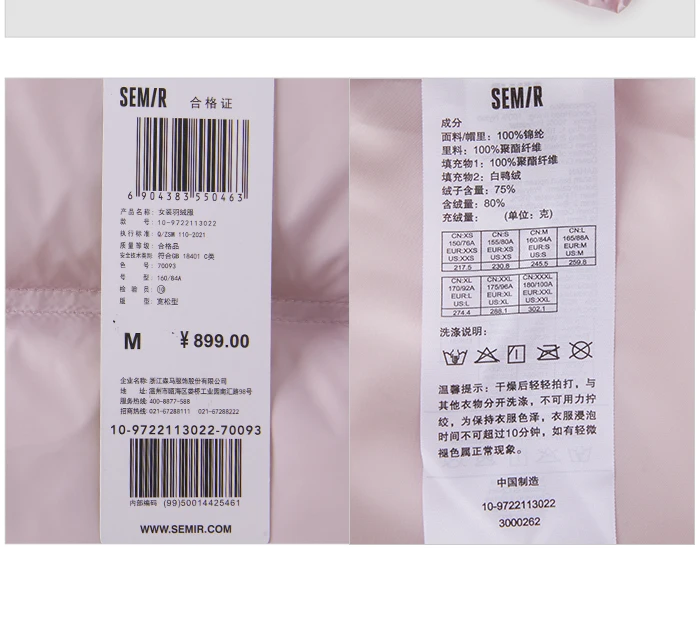 SEM/R 合格证
6 904383 550463
产品名称: 女装羽绒服
款 号: 10-9722113022
执行标准: Q/ZSM 110-2021
质量等级: 合格品
安全技术类别: 符合GB 18401 C类
色 号: 70093
号 型: 160/84A
检 验 员: ⑩
版 型: 宽松型
M ¥899.00
企业名称: 浙江森马服饰股份有限公司
地 址: 温州市瓯海区娄桥工业园南汇路98号
服务热线: 400-8877-588
招商热线: 021-67288111 021-67288222
10-9722113022-70093
内部编码 (99)50014425461
WWW.SEMIR.COM
SEM/R
成分
面料/帽里: 100%锦纶
里料: 100%聚酯纤维
填充物1: 100%聚酯纤维
填充物2: 白鸭绒
绒子含量: 75%
含绒量: 80%
充绒量: (单位: 克)
CN:XS CN:S CN:M CN:L
150/76A 155/80A 160/84A 165/88A
EUR:XXS EUR:XS EUR:S EUR:M
US:XXS US:XS US:S US:M
217.5 230.8 245.5 259.8
CN:XL CN:XXL CN:XXXL
170/92A 175/96A 180/100A
EUR:L EUR:XL EUR:XXL
US:L US:XL US:XXL
274.4 288.1 302.1
洗涤说明:
温馨提示: 干燥后轻轻拍打, 与
其他衣物分开洗涤, 不可用力拧
绞, 为保持衣服色泽, 衣服浸泡
时间不可超过10分钟, 如有轻微
褪色属正常现象。
中国制造
10-9722113022
3000262